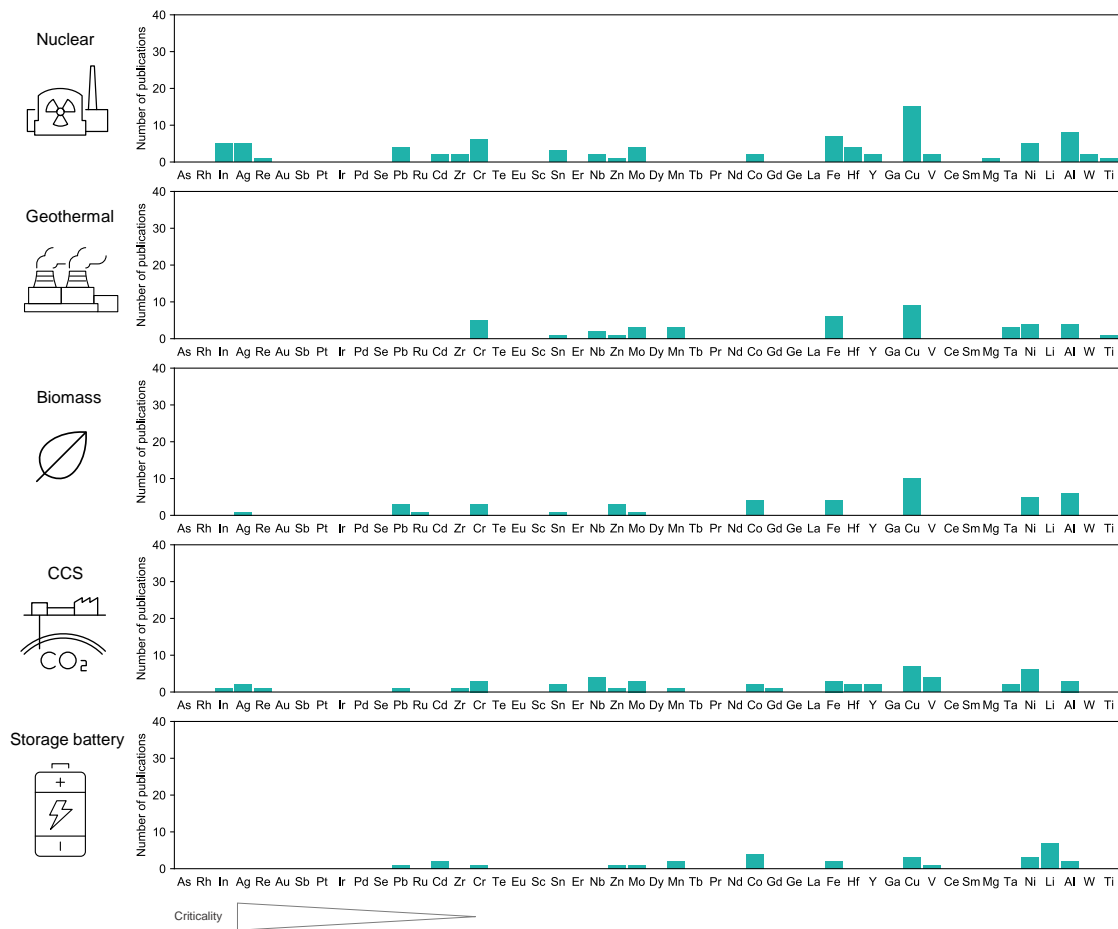 Nuclear
Number of publications
40
30
20
10
0
As Rh In Ag Re Au Sb Pt Ir Pd Se Pb Ru Cd Zr Cr Te Eu Sc Sn Er Nb Zn Mo Dy Mn Tb Pr Nd Co Gd Ge La Fe Hf Y Ga Cu V Ce Sm Mg Ta Ni Li Al W Ti
Geothermal
Number of publications
40
30
20
10
0
As Rh In Ag Re Au Sb Pt Ir Pd Se Pb Ru Cd Zr Cr Te Eu Sc Sn Er Nb Zn Mo Dy Mn Tb Pr Nd Co Gd Ge La Fe Hf Y Ga Cu V Ce Sm Mg Ta Ni Li Al W Ti
Biomass
Number of publications
40
30
20
10
0
As Rh In Ag Re Au Sb Pt Ir Pd Se Pb Ru Cd Zr Cr Te Eu Sc Sn Er Nb Zn Mo Dy Mn Tb Pr Nd Co Gd Ge La Fe Hf Y Ga Cu V Ce Sm Mg Ta Ni Li Al W Ti
CCS
CO2
Number of publications
40
30
20
10
0
As Rh In Ag Re Au Sb Pt Ir Pd Se Pb Ru Cd Zr Cr Te Eu Sc Sn Er Nb Zn Mo Dy Mn Tb Pr Nd Co Gd Ge La Fe Hf Y Ga Cu V Ce Sm Mg Ta Ni Li Al W Ti
Storage battery
Number of publications
40
30
20
10
0
As Rh In Ag Re Au Sb Pt Ir Pd Se Pb Ru Cd Zr Cr Te Eu Sc Sn Er Nb Zn Mo Dy Mn Tb Pr Nd Co Gd Ge La Fe Hf Y Ga Cu V Ce Sm Mg Ta Ni Li Al W Ti
Criticality